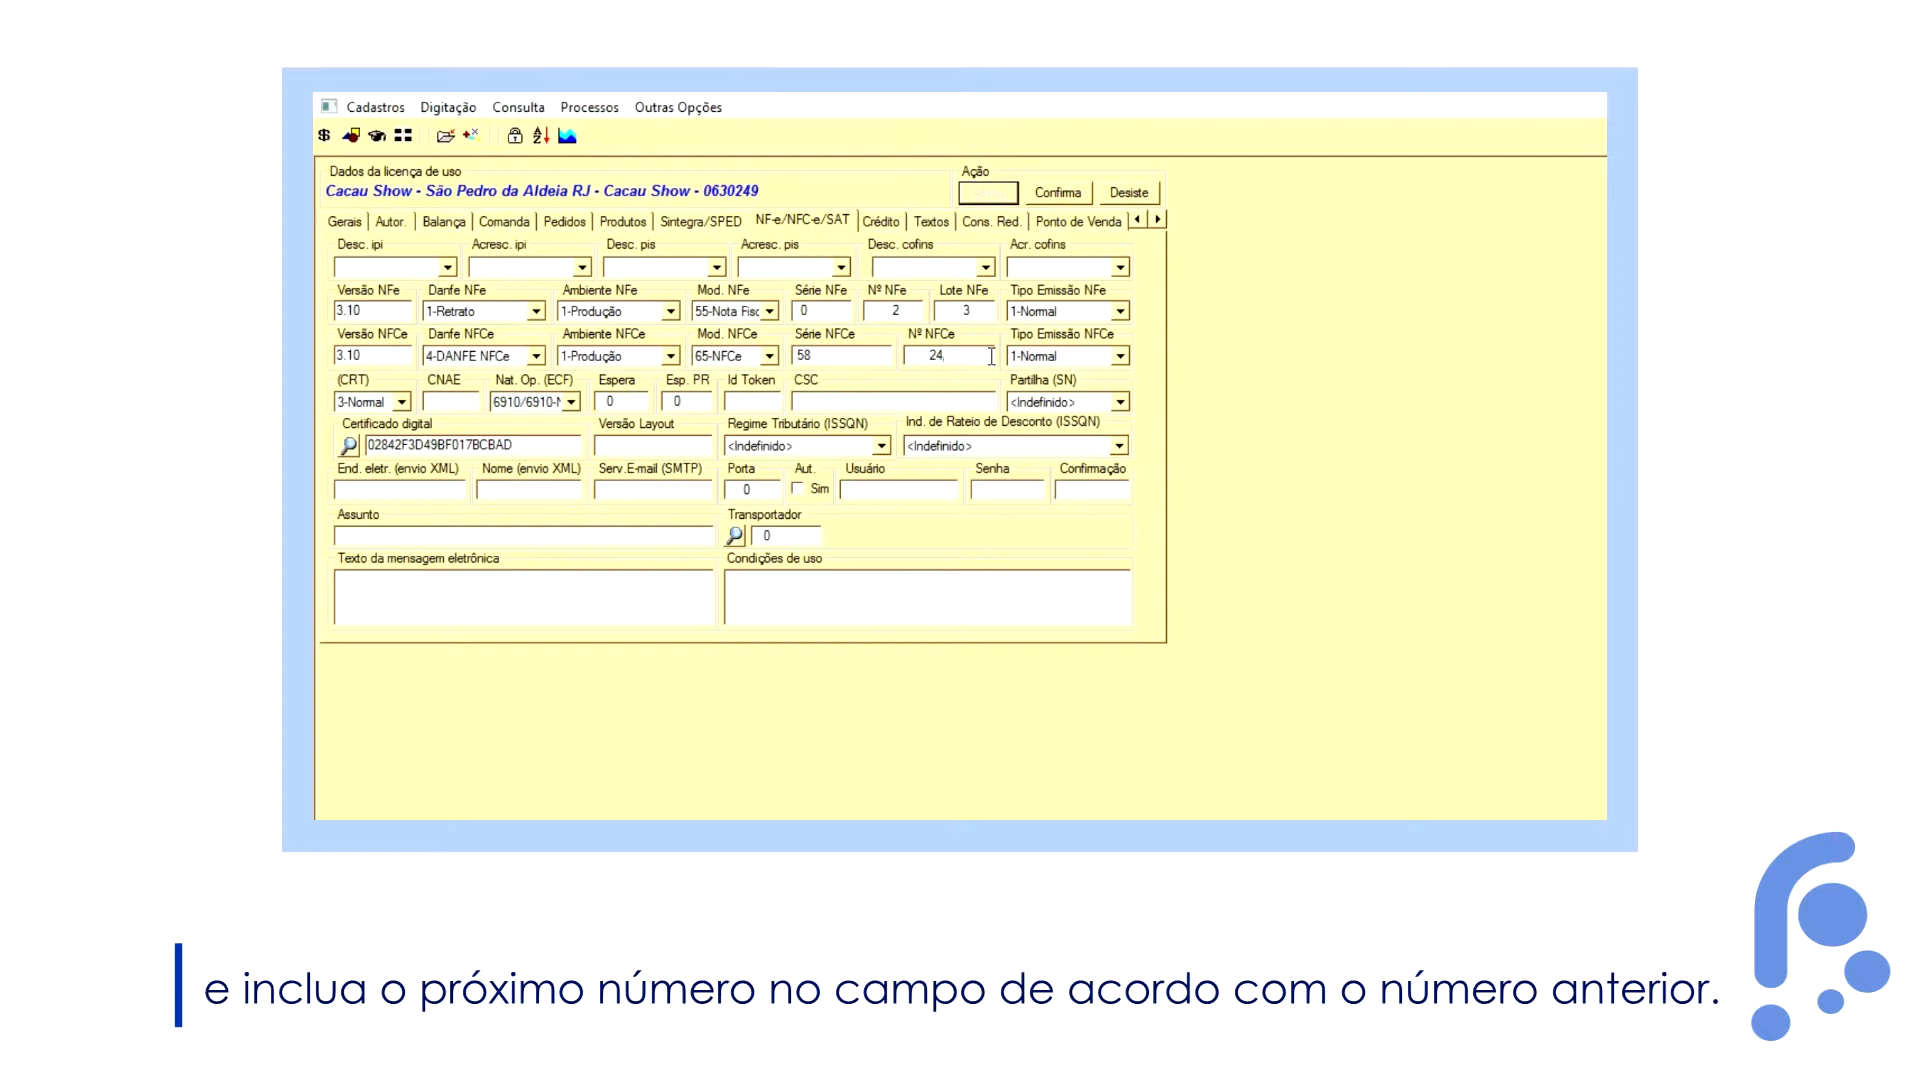 Cadastros Digitação Consulta Processos Outras Opções
Dados da licença de uso Ação
Cacau Show - São Pedro da Aldeia RJ - Cacau Show - 0630249 Confirma Desiste
Gerais Autor. Balança Comanda Pedidos Produtos Sintegra/SPED NF-e/NFC-e/SAT Crédito Textos Cons. Red. Ponto de Venda
Desc. ipi Acresc. ipi Desc. pis Acresc. pis Desc. cofins Acr. cofins
Versão NFe Danfe NFe Ambiente NFe Mod. NFe Série NFe Nº NFe Lote NFe Tipo Emissão NFe
3.10 1-Retrato 1-Produção 55-Nota Fisc 0 2 3 1-Normal
Versão NFCe Danfe NFCe Ambiente NFCe Mod. NFCe Série NFCe Nº NFCe Tipo Emissão NFCe
3.10 4-DANFE NFCe 1-Produção 65-NFCe 58 24, 1-Normal
(CRT) CNAE Nat. Op. (ECF) Espera Esp. PR Id Token CSC Partilha (SN)
3-Normal 6910/6910-N 0 0 <Indefinido>
Certificado digital Versão Layout Regime Tributário (ISSQN) Ind. de Rateio de Desconto (ISSQN)
02842F3D49BF017BCBAD <Indefinido> <Indefinido>
End. eletr. (envio XML) Nome (envio XML) Serv.E-mail (SMTP) Porta Aut. Usuário Senha Confirmação
0 Sim
Assunto Transportador
0
Texto da mensagem eletrônica Condições de uso
e inclua o próximo número no campo de acordo com o número anterior.